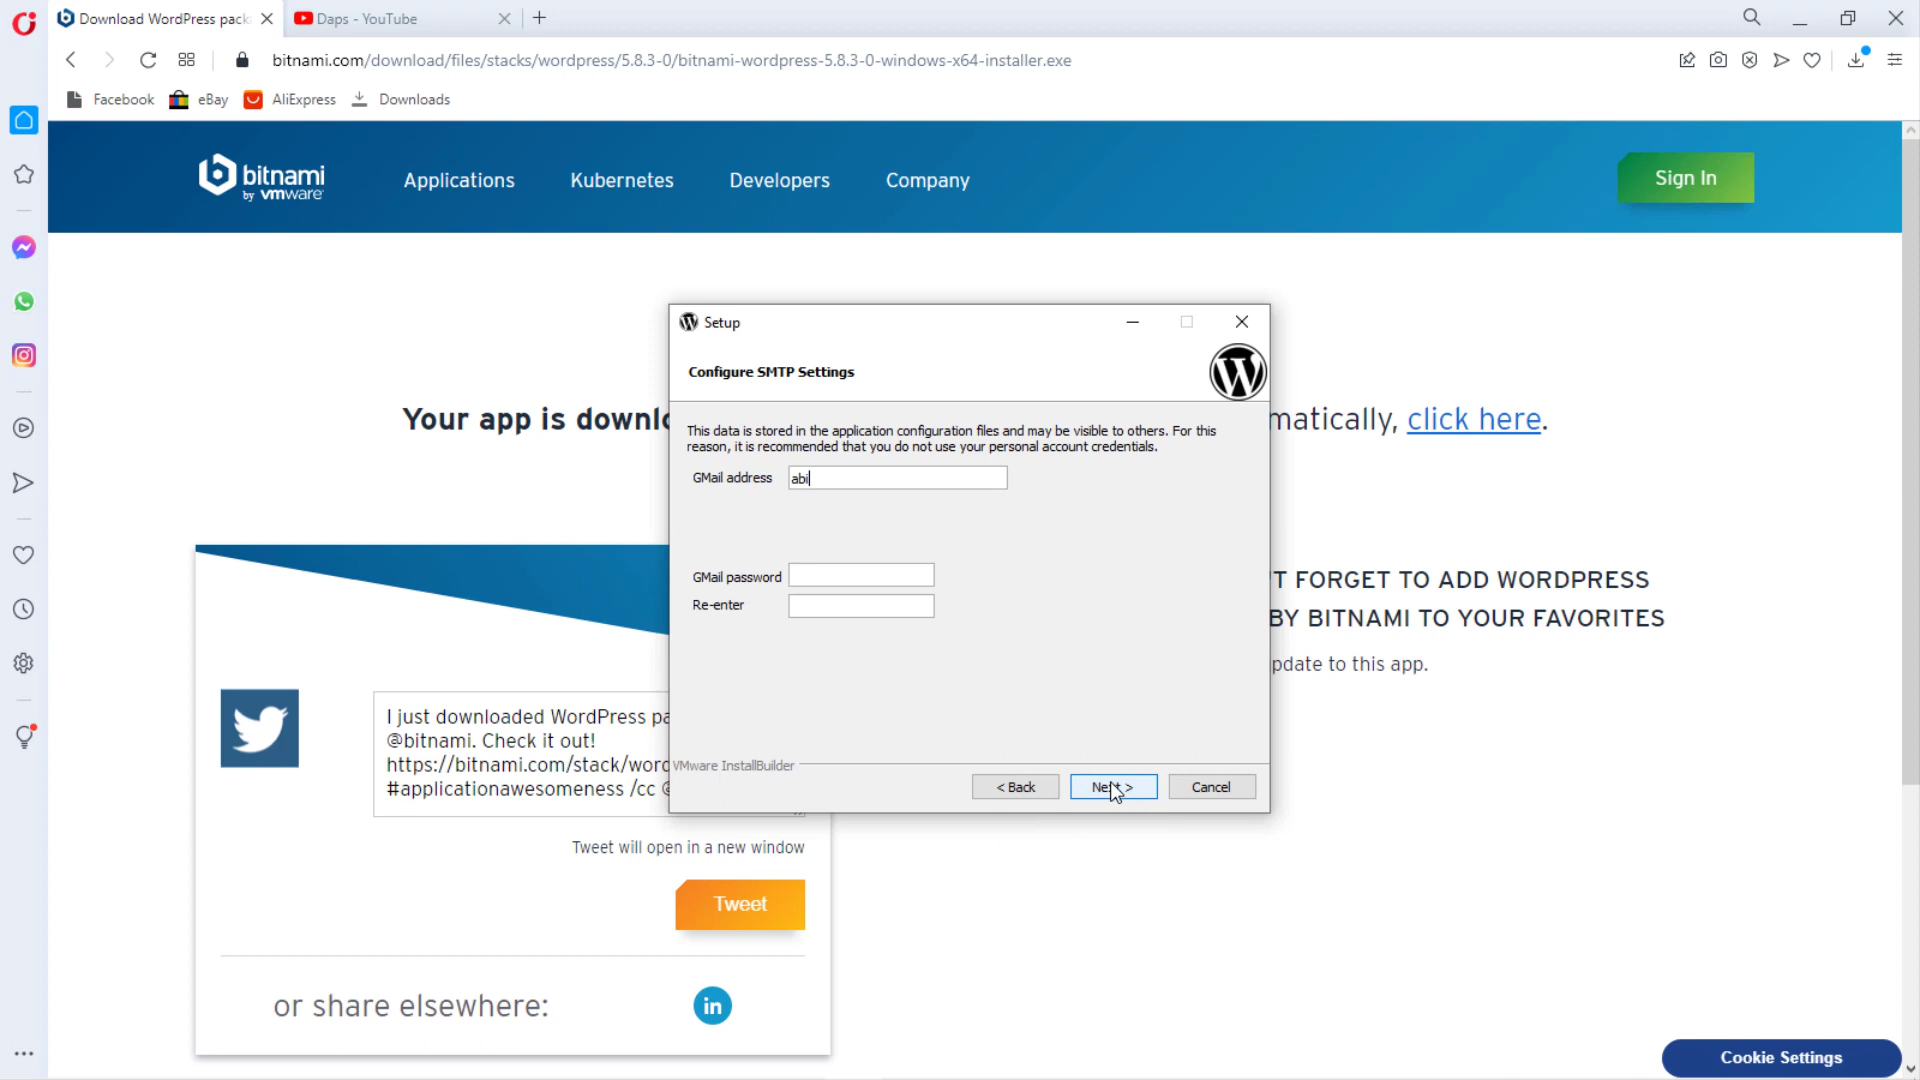 Download WordPress pack
Daps - YouTube
bitnami.com/download/files/stacks/wordpress/5.8.3-0/bitnami-wordpress-5.8.3-0-windows-x64-installer.exe
Facebook
eBay
AliExpress
Downloads
bitnami
by vmware
Applications
Kubernetes
Developers
Company
Sign In
Setup
Configure SMTP Settings
Your app is downlo
matically, click here.
This data is stored in the application configuration files and may be visible to others. For this
reason, it is recommended that you do not use your personal account credentials.
GMail address
abi
GMail password
Re-enter
'T FORGET TO ADD WORDPRESS
BY BITNAMI TO YOUR FAVORITES
pdate to this app.
I just downloaded WordPress pa
@bitnami. Check it out!
https://bitnami.com/stack/word
#applicationawesomeness /cc @
VMware InstallBuilder
< Back
Next >
Cancel
Tweet will open in a new window
Tweet
or share elsewhere:
in
Cookie Settings